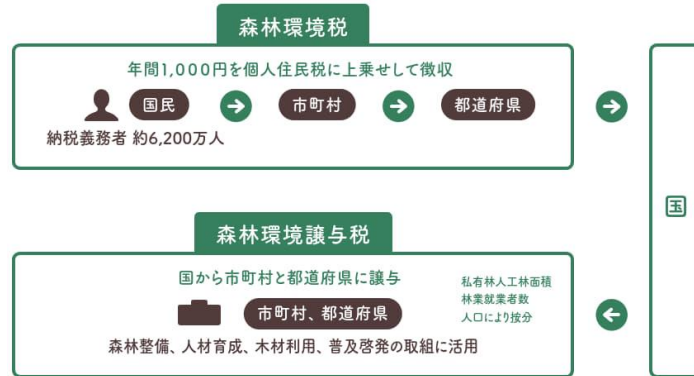 森林環境税
年間1,000円を個人住民税に上乗せして徴収
国民
市町村
都道府県
納税義務者 約6,200万人
国
森林環境譲与税
国から市町村と都道府県に譲与
私有林人工林面積
林業就業者数
人口により按分
市町村、都道府県
森林整備、人材育成、木材利用、普及啓発の取組に活用